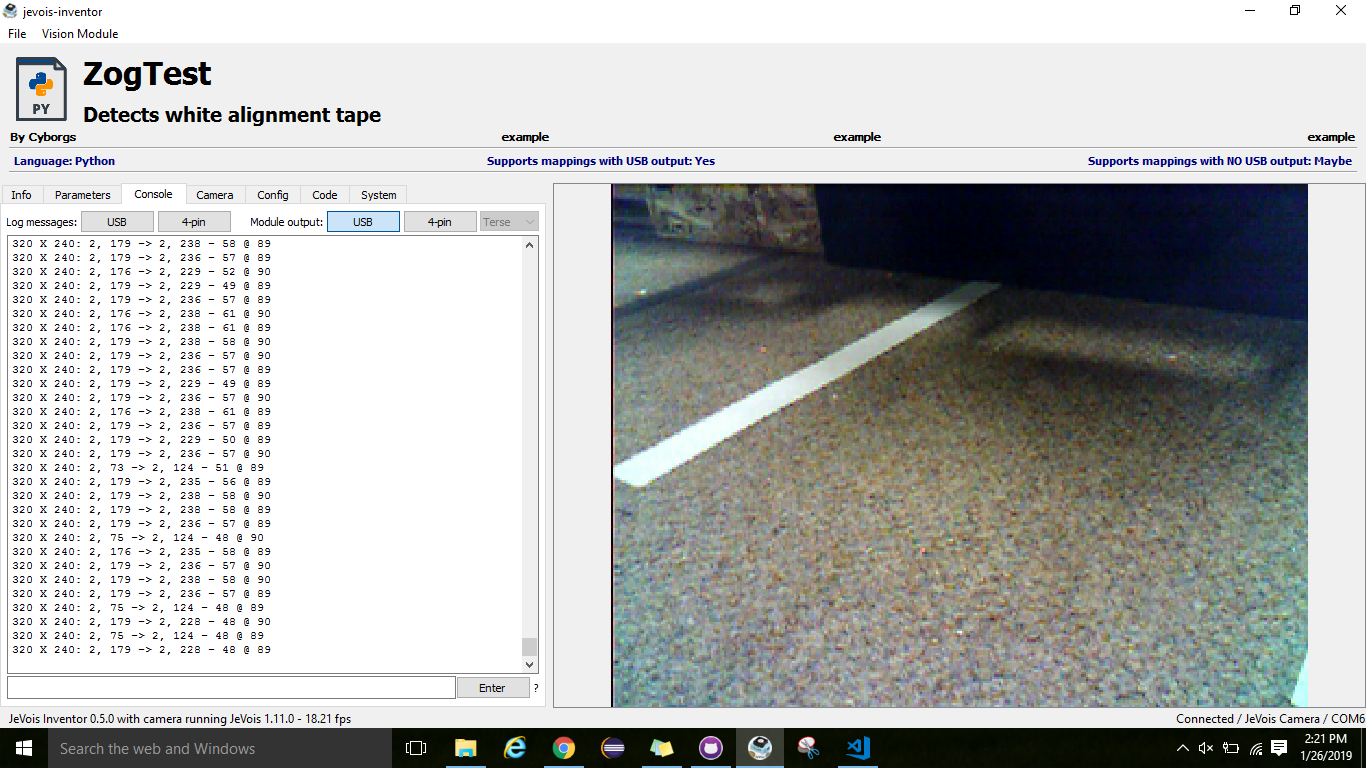 jevois-inventor
File Vision Module
PY
ZogTest
Detects white alignment tape
By Cyborgs example example example
Language: Python Supports mappings with USB output: Yes Supports mappings with NO USB output: Maybe
Info Parameters Console Camera Config Code System
Log messages: USB 4-pin Module output: USB 4-pin Terse
320 X 240: 2, 179 -> 2, 238 - 58 @ 89
320 X 240: 2, 179 -> 2, 236 - 57 @ 89
320 X 240: 2, 176 -> 2, 229 - 52 @ 90
320 X 240: 2, 179 -> 2, 229 - 49 @ 89
320 X 240: 2, 179 -> 2, 236 - 57 @ 89
320 X 240: 2, 176 -> 2, 238 - 61 @ 90
320 X 240: 2, 176 -> 2, 238 - 61 @ 89
320 X 240: 2, 179 -> 2, 238 - 58 @ 90
320 X 240: 2, 179 -> 2, 236 - 57 @ 90
320 X 240: 2, 179 -> 2, 236 - 57 @ 89
320 X 240: 2, 179 -> 2, 229 - 49 @ 89
320 X 240: 2, 179 -> 2, 236 - 57 @ 90
320 X 240: 2, 176 -> 2, 238 - 61 @ 89
320 X 240: 2, 179 -> 2, 236 - 57 @ 89
320 X 240: 2, 179 -> 2, 229 - 50 @ 89
320 X 240: 2, 179 -> 2, 236 - 57 @ 90
320 X 240: 2, 73 -> 2, 124 - 51 @ 89
320 X 240: 2, 179 -> 2, 235 - 56 @ 89
320 X 240: 2, 179 -> 2, 238 - 58 @ 90
320 X 240: 2, 179 -> 2, 238 - 58 @ 89
320 X 240: 2, 179 -> 2, 236 - 57 @ 89
320 X 240: 2, 75 -> 2, 124 - 48 @ 90
320 X 240: 2, 176 -> 2, 235 - 58 @ 89
320 X 240: 2, 179 -> 2, 236 - 57 @ 89
320 X 240: 2, 179 -> 2, 238 - 58 @ 90
320 X 240: 2, 179 -> 2, 236 - 57 @ 89
320 X 240: 2, 75 -> 2, 124 - 48 @ 89
320 X 240: 2, 179 -> 2, 228 - 48 @ 90
320 X 240: 2, 75 -> 2, 124 - 48 @ 89
320 X 240: 2, 179 -> 2, 228 - 48 @ 89
Enter ?
JeVois Inventor 0.5.0 with camera running JeVois 1.11.0 - 18.21 fps Connected / JeVois Camera / COM6
Search the web and Windows
2:21 PM
1/26/2019